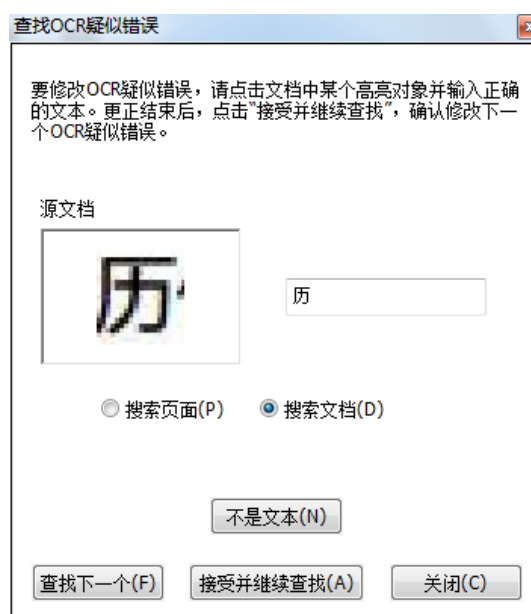 查找OCR疑似错误
要修改OCR疑似错误，请点击文档中某个高亮对象并输入正确
的文本。更正结束后，点击"接受并继续查找"，确认修改下一
个OCR疑似错误。
源文档
历
历
搜索页面(P) 搜索文档(D)
不是文本(N)
查找下一个(F) 接受并继续查找(A) 关闭(C)